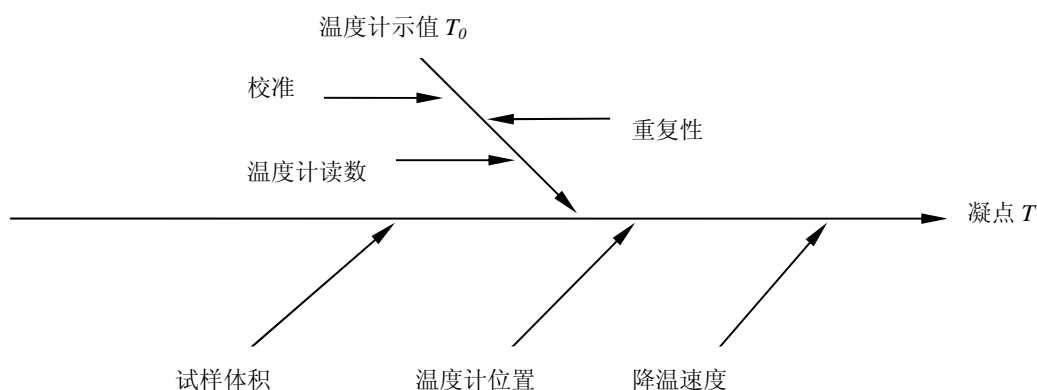 温度计示值 T₀
校准
重复性
温度计读数
凝点 T
试样体积
温度计位置
降温速度